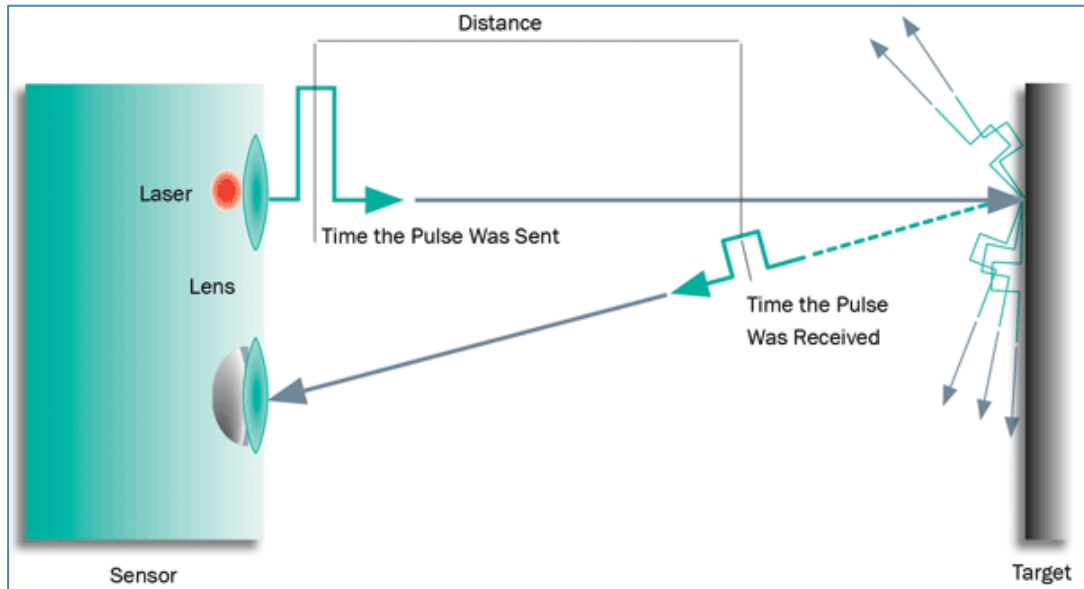 Distance
Laser
Time the Pulse Was Sent
Lens
Time the Pulse
Was Received
Sensor
Target